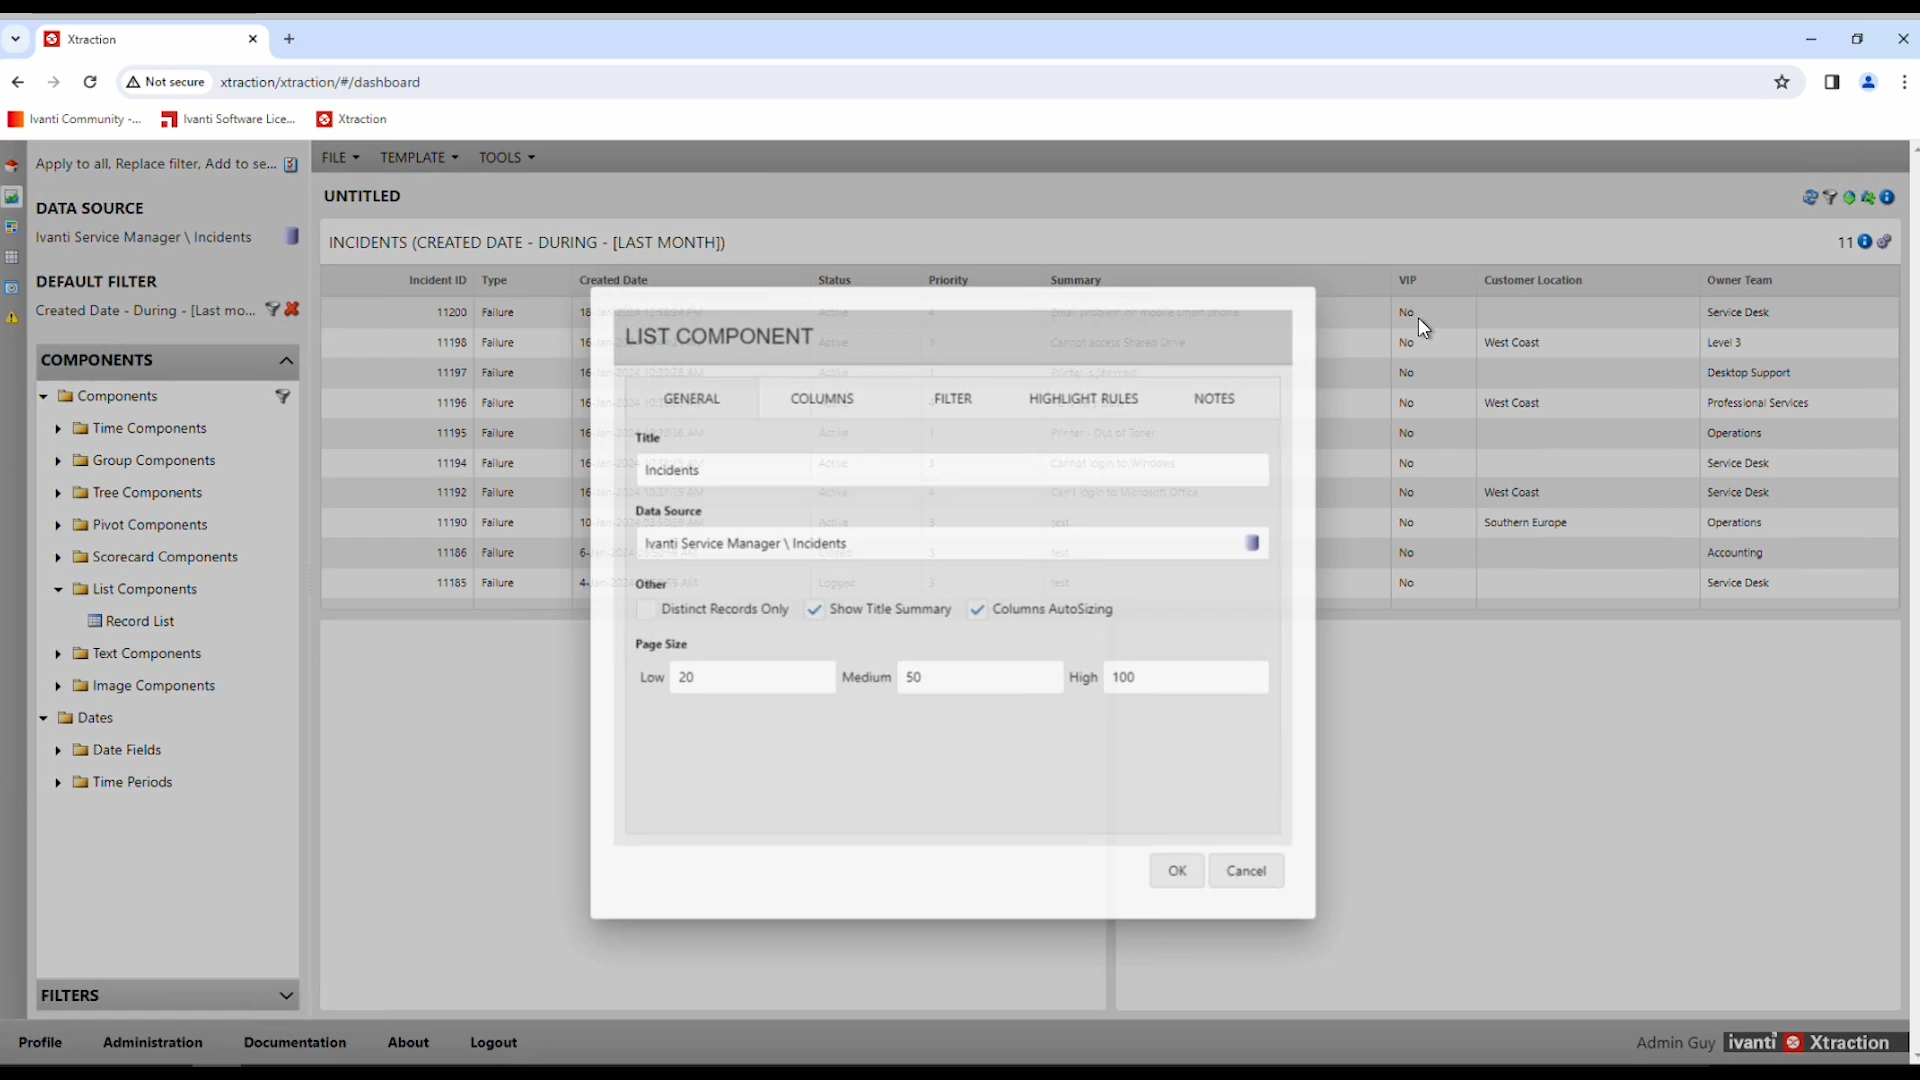 Xtraction
Not secure xtraction/xtraction/#/dashboard
Ivanti Community -... Ivanti Software Lice... Xtraction
Apply to all, Replace filter, Add to se... FILE TEMPLATE TOOLS
UNTITLED
DATA SOURCE
Ivanti Service Manager \ Incidents
DEFAULT FILTER
Created Date - During - [Last mo...
COMPONENTS
Components
Time Components
Group Components
Tree Components
Pivot Components
Scorecard Components
List Components
Record List
Text Components
Image Components
Dates
Date Fields
Time Periods
FILTERS
INCIDENTS (CREATED DATE - DURING - [LAST MONTH]) 11
Incident ID Type Created Date Status Priority Summary VIP Customer Location Owner Team
11200 Failure No Service Desk
11198 Failure No West Coast Level 3
11197 Failure No Desktop Support
11196 Failure No West Coast Professional Services
11195 Failure No Operations
11194 Failure No Service Desk
11192 Failure No West Coast Service Desk
11190 Failure No Southern Europe Operations
11186 Failure No Accounting
11185 Failure No Service Desk
LIST COMPONENT
GENERAL COLUMNS FILTER HIGHLIGHT RULES NOTES
Title
Incidents
Data Source
Ivanti Service Manager \ Incidents
Other
Distinct Records Only Show Title Summary Columns AutoSizing
Page Size
Low 20 Medium 50 High 100
OK Cancel
Profile Administration Documentation About Logout Admin Guy ivanti Xtraction